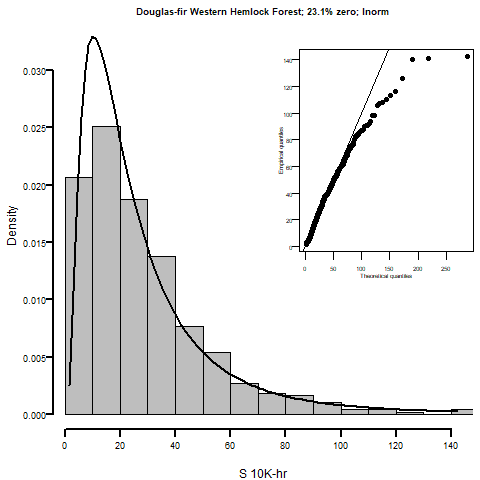 Douglas-fir Western Hemlock Forest; 23.1% zero; lnorm
Density
0.030
0.025
0.020
0.015
0.010
0.005
0.000
0 20 40 60 80 100 120 140
S 10K-hr
Empirical quantiles
140
120
100
80
60
40
20
0
0 50 100 150 200 250
Theoretical quantiles